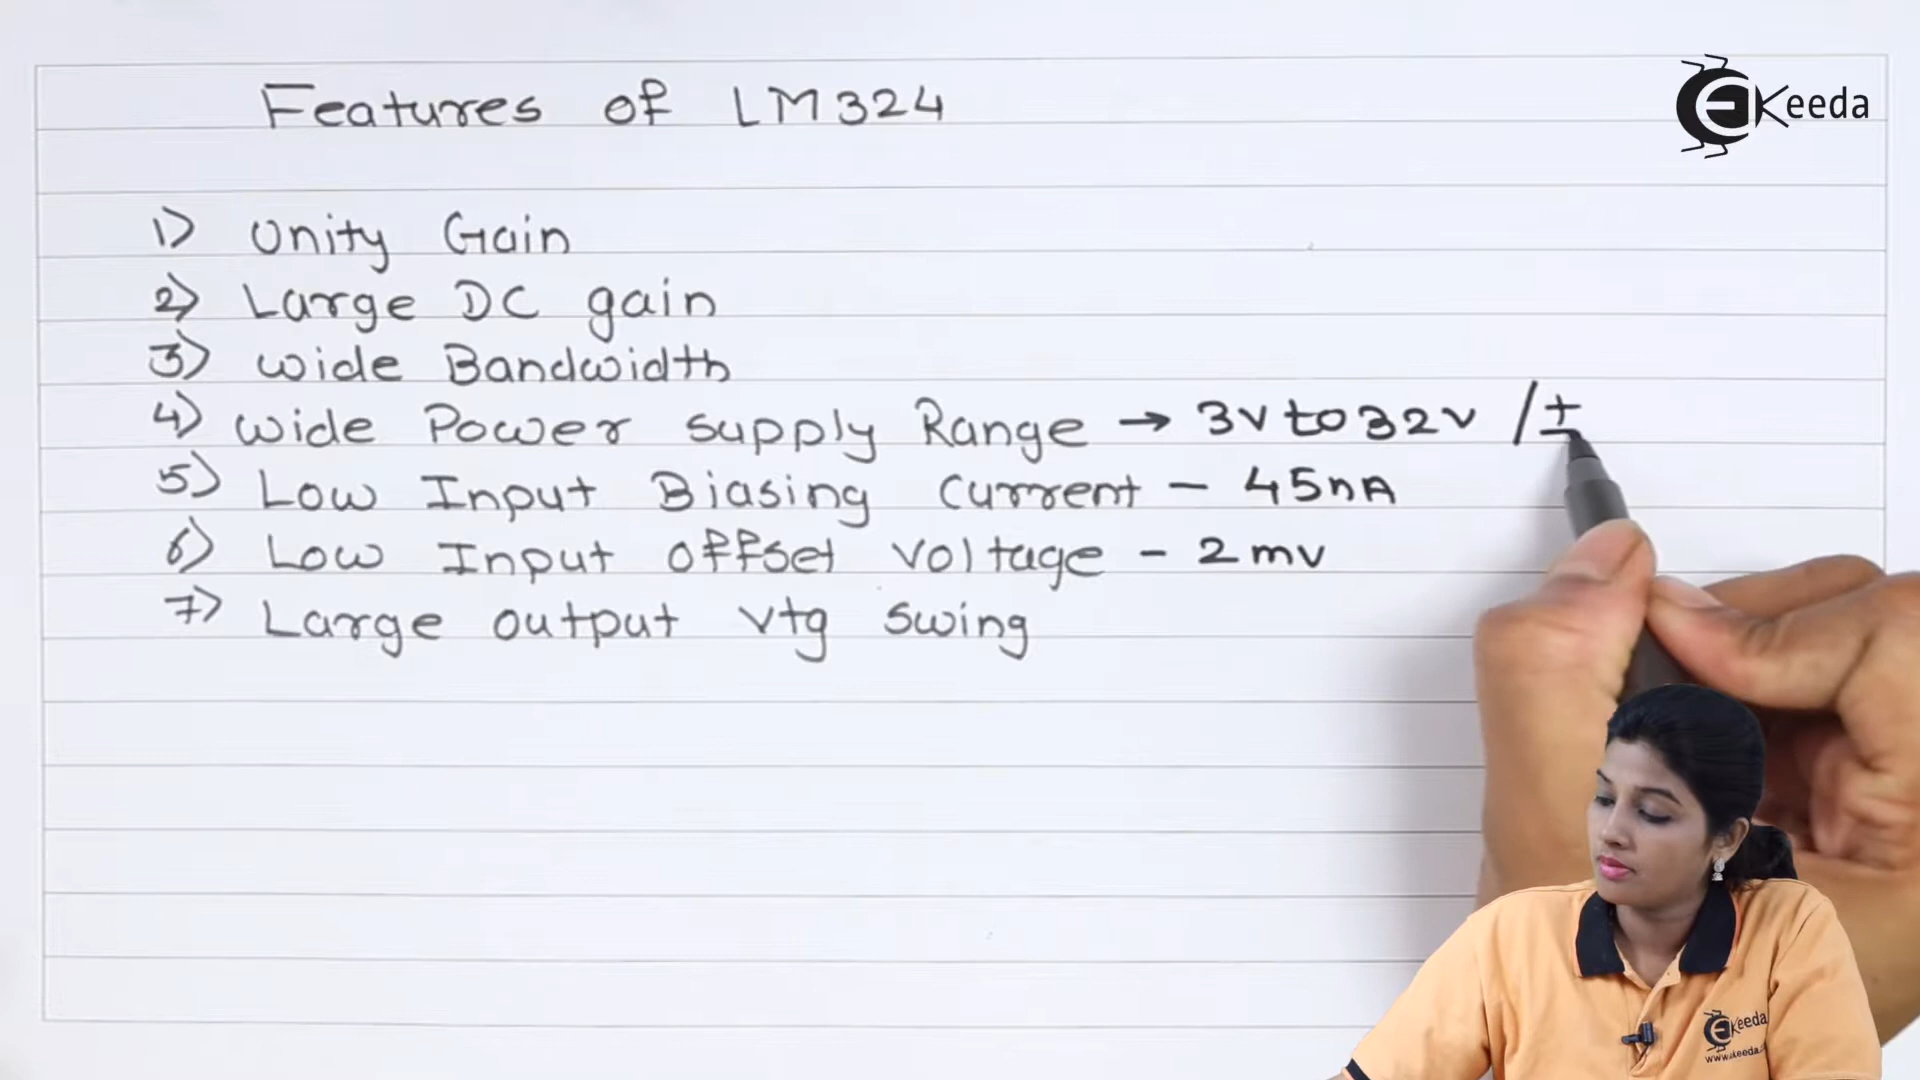 Features of LM324
EKeeda
1) Unity Gain
2) Large DC gain
3) Wide Bandwidth
4) Wide Power supply Range → 3V to 32V / ±
5) Low Input Biasing Current - 45nA
6) Low Input offset Voltage - 2mv
7) Large output vtg swing
EKeeda